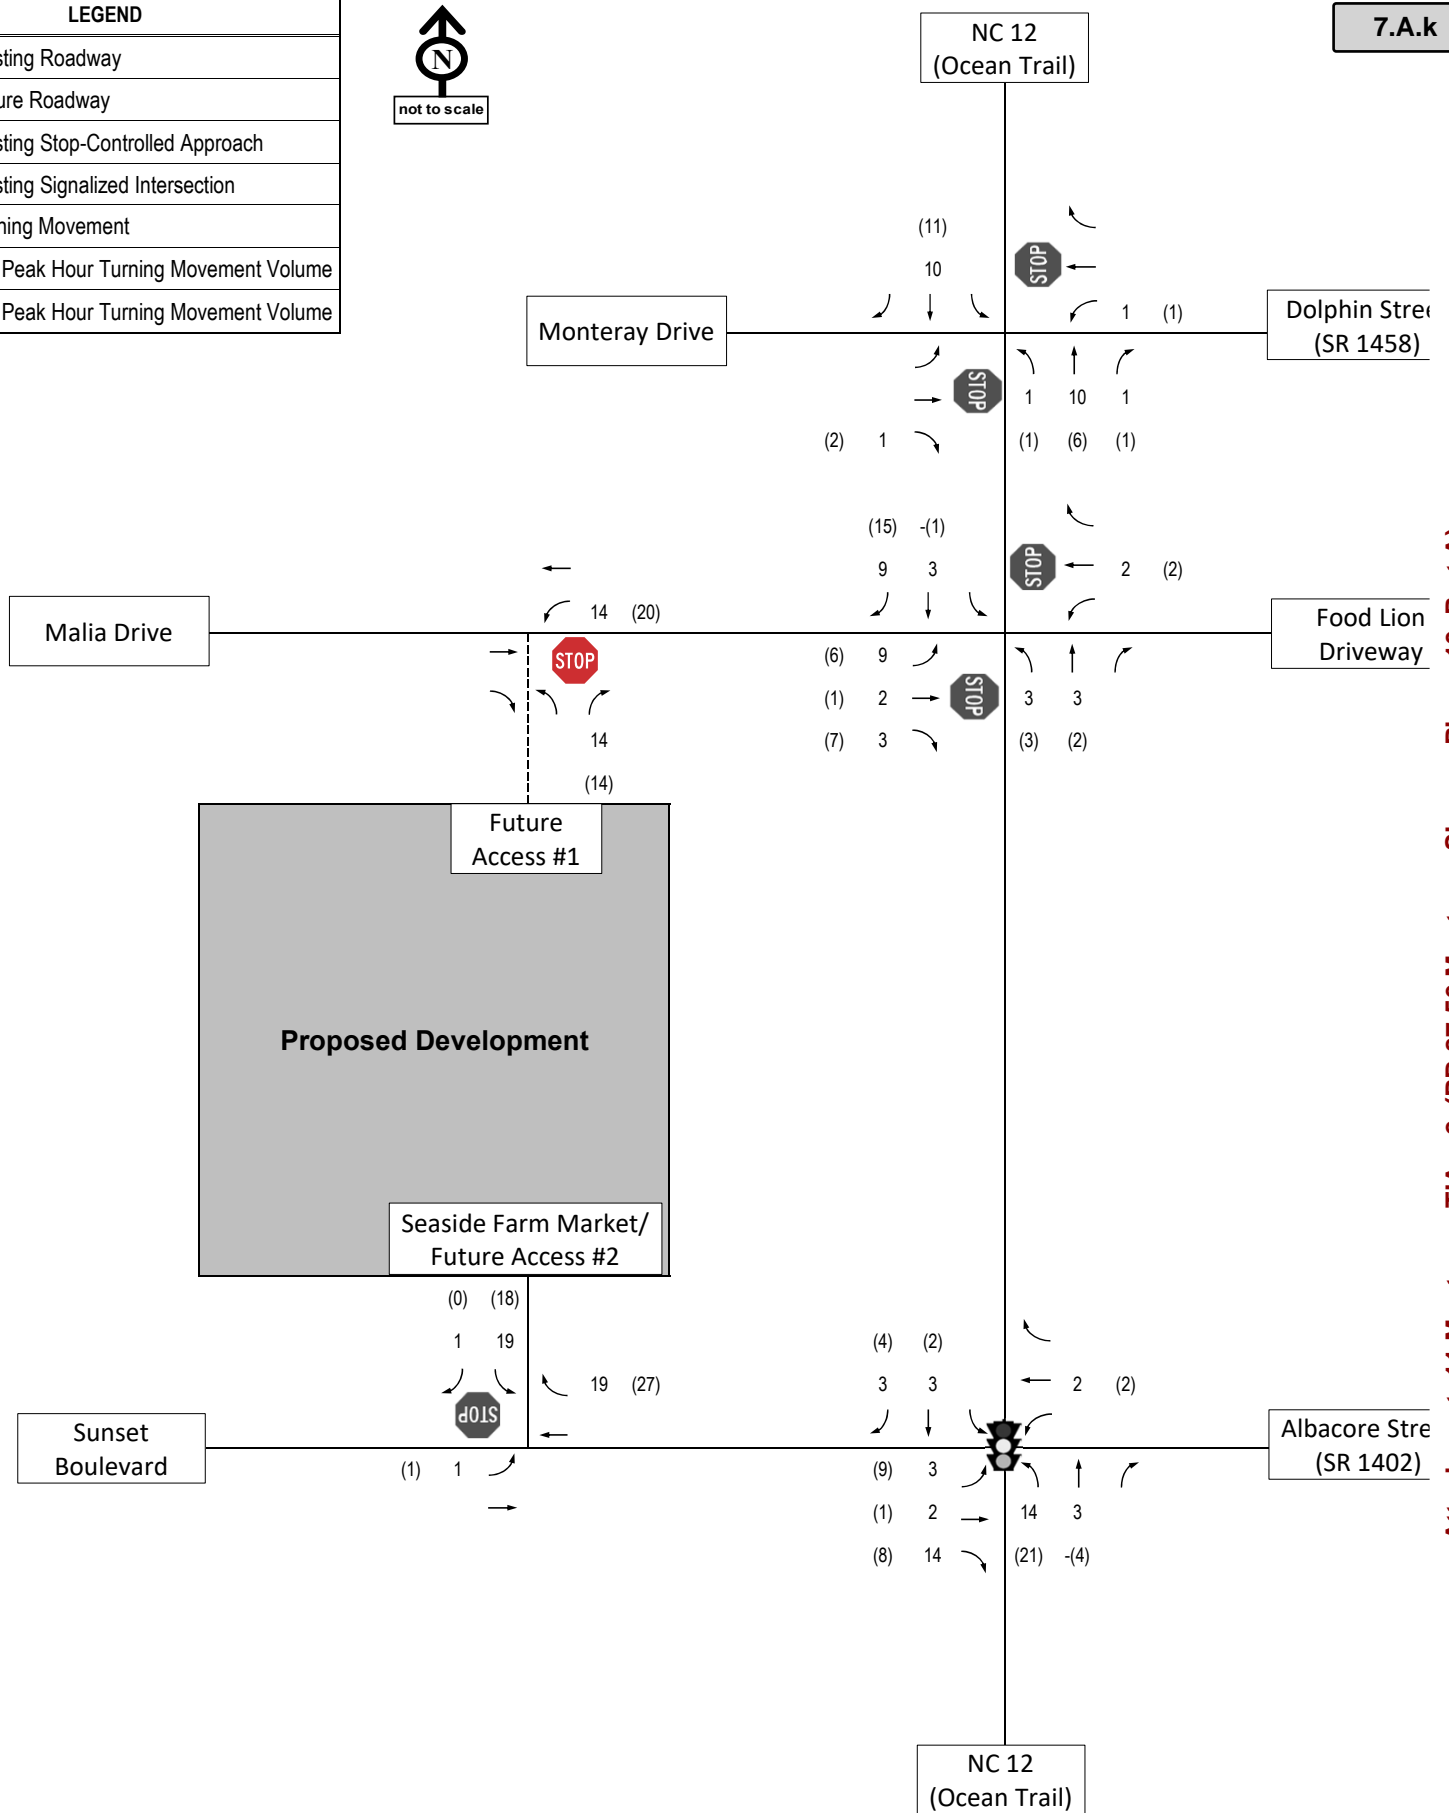 LEGEND
sting Roadway
ure Roadway
sting Stop-Controlled Approach
sting Signalized Intersection
ning Movement
Peak Hour Turning Movement Volume
Peak Hour Turning Movement Volume
N
not to scale
NC 12
(Ocean Trail)
7.A.k
(11)
10
STOP
Monteray Drive
1 (1)
Dolphin Stre
(SR 1458)
STOP
1 10 1
(2) 1
(1) (6) (1)
(15) -(1)
9 3
STOP
2 (2)
14 (20)
Malia Drive
Food Lion
Driveway
STOP
(6) 9
(1) 2
STOP
3 3
(7) 3
(3) (2)
14
(14)
Future
Access #1
Proposed Development
Seaside Farm Market/
Future Access #2
(0) (18)
1 19
STOP
19 (27)
(4) (2)
3 3
2 (2)
Sunset
Boulevard
Albacore Stre
(SR 1402)
(1) 1
(9) 3
(1) 2
14 3
(8) 14
(21) -(4)
NC 12
(Ocean Trail)